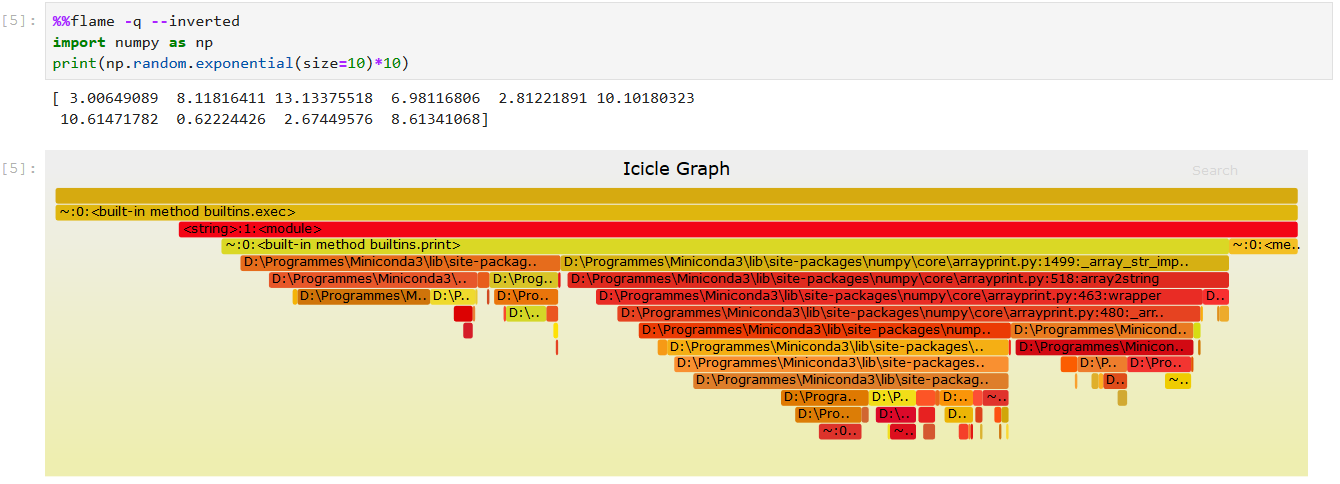 [5]:
%%flame -q --inverted
import numpy as np
print(np.random.exponential(size=10)*10)
[ 3.00649089  8.11816411 13.13375518  6.98116806  2.81221891 10.10180323
 10.61471782  0.62224426  2.67449576  8.61341068]
[5]:
Icicle Graph
Search
~:0:<built-in method builtins.exec>
<string>:1:<module>
~:0:<built-in method builtins.print> ~:0:<me..
D:\Programmes\Miniconda3\lib\site-packag.. D:\Programmes\Miniconda3\lib\site-packages\numpy\core\arrayprint.py:1499:_array_str_imp..
D:\Programmes\Miniconda3\.. D:\Prog.. D:\Programmes\Miniconda3\lib\site-packages\numpy\core\arrayprint.py:518:array2string
D:\Programmes\M.. D:\P.. D:\Pro.. D:\Programmes\Miniconda3\lib\site-packages\numpy\core\arrayprint.py:463:wrapper D..
D:\.. D:\Programmes\Miniconda3\lib\site-packages\numpy\core\arrayprint.py:480:_arr..
D:\Programmes\Miniconda3\lib\site-packages\nump.. D:\Programmes\Minicond..
D:\Programmes\Miniconda3\lib\site-packages\.. D:\Programmes\Minicon..
D:\Programmes\Miniconda3\lib\site-packages.. D:\P.. D:\Pro..
D:\Programmes\Miniconda3\lib\site-packag.. D.. ~..
D:\Progra.. D:\P.. D:.. ~..
D:\Pro.. D:\.. D..
~:0.. ~..